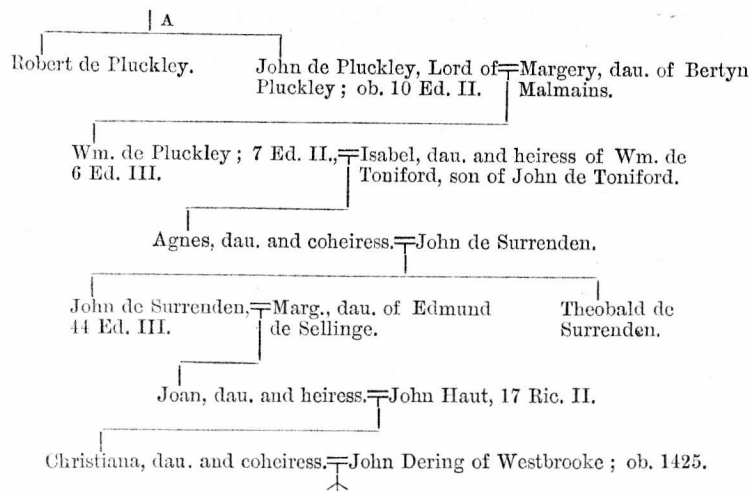 A
Robert de Pluckley.
John de Pluckley, Lord of
Pluckley ; ob. 10 Ed. II.
Margery, dau. of Bertyn
Malmains.
Wm. de Pluckley ; 7 Ed. II.,
6 Ed. III.
Isabel, dau. and heiress of Wm. de
Toniford, son of John de Toniford.
Agnes, dau. and coheiress.
John de Surrenden.
John de Surrenden,
44 Ed. III.
Marg., dau. of Edmund
de Sellinge.
Theobald de
Surrenden.
Joan, dau. and heiress.
John Haut, 17 Ric. II.
Christiana, dau. and coheiress.
John Dering of Westbrooke ; ob. 1425.